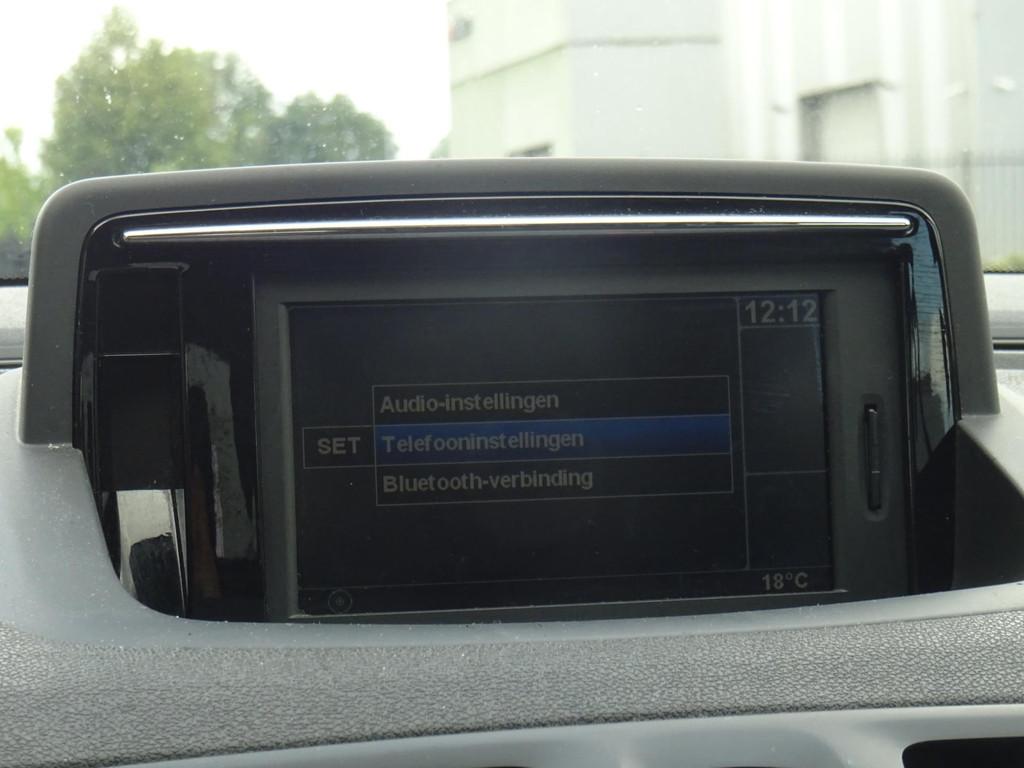 12:12
Audio-instellingen
SET Telefooninstellingen
Bluetooth-verbinding
18°C